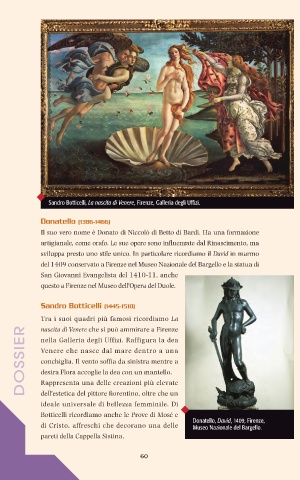 Sandro Botticelli, La nascita di Venere, Firenze, Galleria degli Uffizi.
Donatello (1386-1466)
Il suo vero nome è Donato di Niccolò di Betto di Bardi. Ha una formazione
artigianale, come orafo. Le sue opere sono influenzate dal Rinascimento, ma
sviluppa presto uno stile unico. In particolare ricordiamo il David in marmo
del 1409 conservato a Firenze nel Museo Nazionale del Bargello e la statua di
San Giovanni Evangelista del 1410-11, anche
questo a Firenze nel Museo dell'Opera del Duole.
Sandro Botticelli (1445-1510)
Tra i suoi quadri più famosi ricordiamo La
nascita di Venere che si può ammirare a Firenze
nella Galleria degli Uffizi. Raffigura la dea
Venere che nasce dal mare dentro a una
conchiglia. Il vento soffia da sinistra mentre a
destra Flora accoglie la dea con un mantello.
Rappresenta una delle creazioni più elevate
dell'estetica del pittore fiorentino, oltre che un
ideale universale di bellezza femminile. Di
Botticelli ricordiamo anche le Prove di Mosè e
di Cristo, affreschi che decorano una delle
pareti della Cappella Sistina.
Donatello, David, 1409, Firenze,
Museo Nazionale del Bargello.
DOSSIER
60